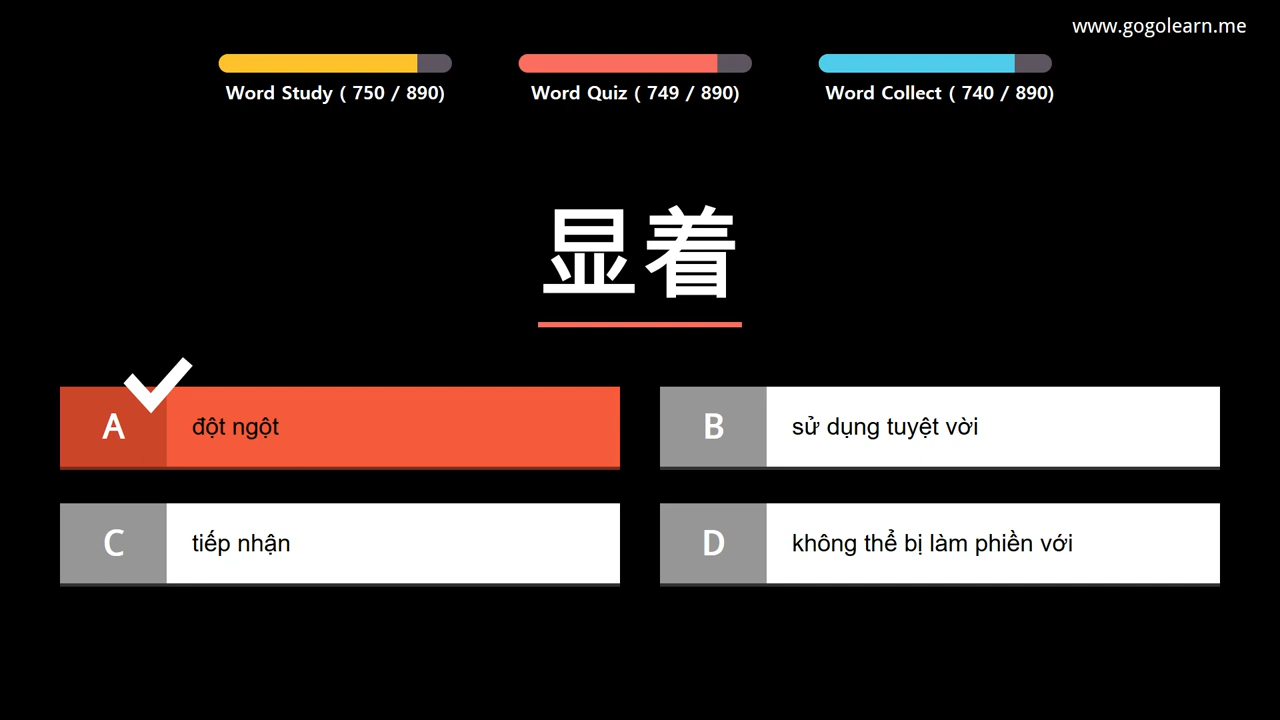 www.gogolearn.me
Word Study ( 750 / 890)
Word Quiz ( 749 / 890)
Word Collect ( 740 / 890)
显着
A
đột ngột
B
sử dụng tuyệt vời
C
tiếp nhận
D
không thể bị làm phiền với